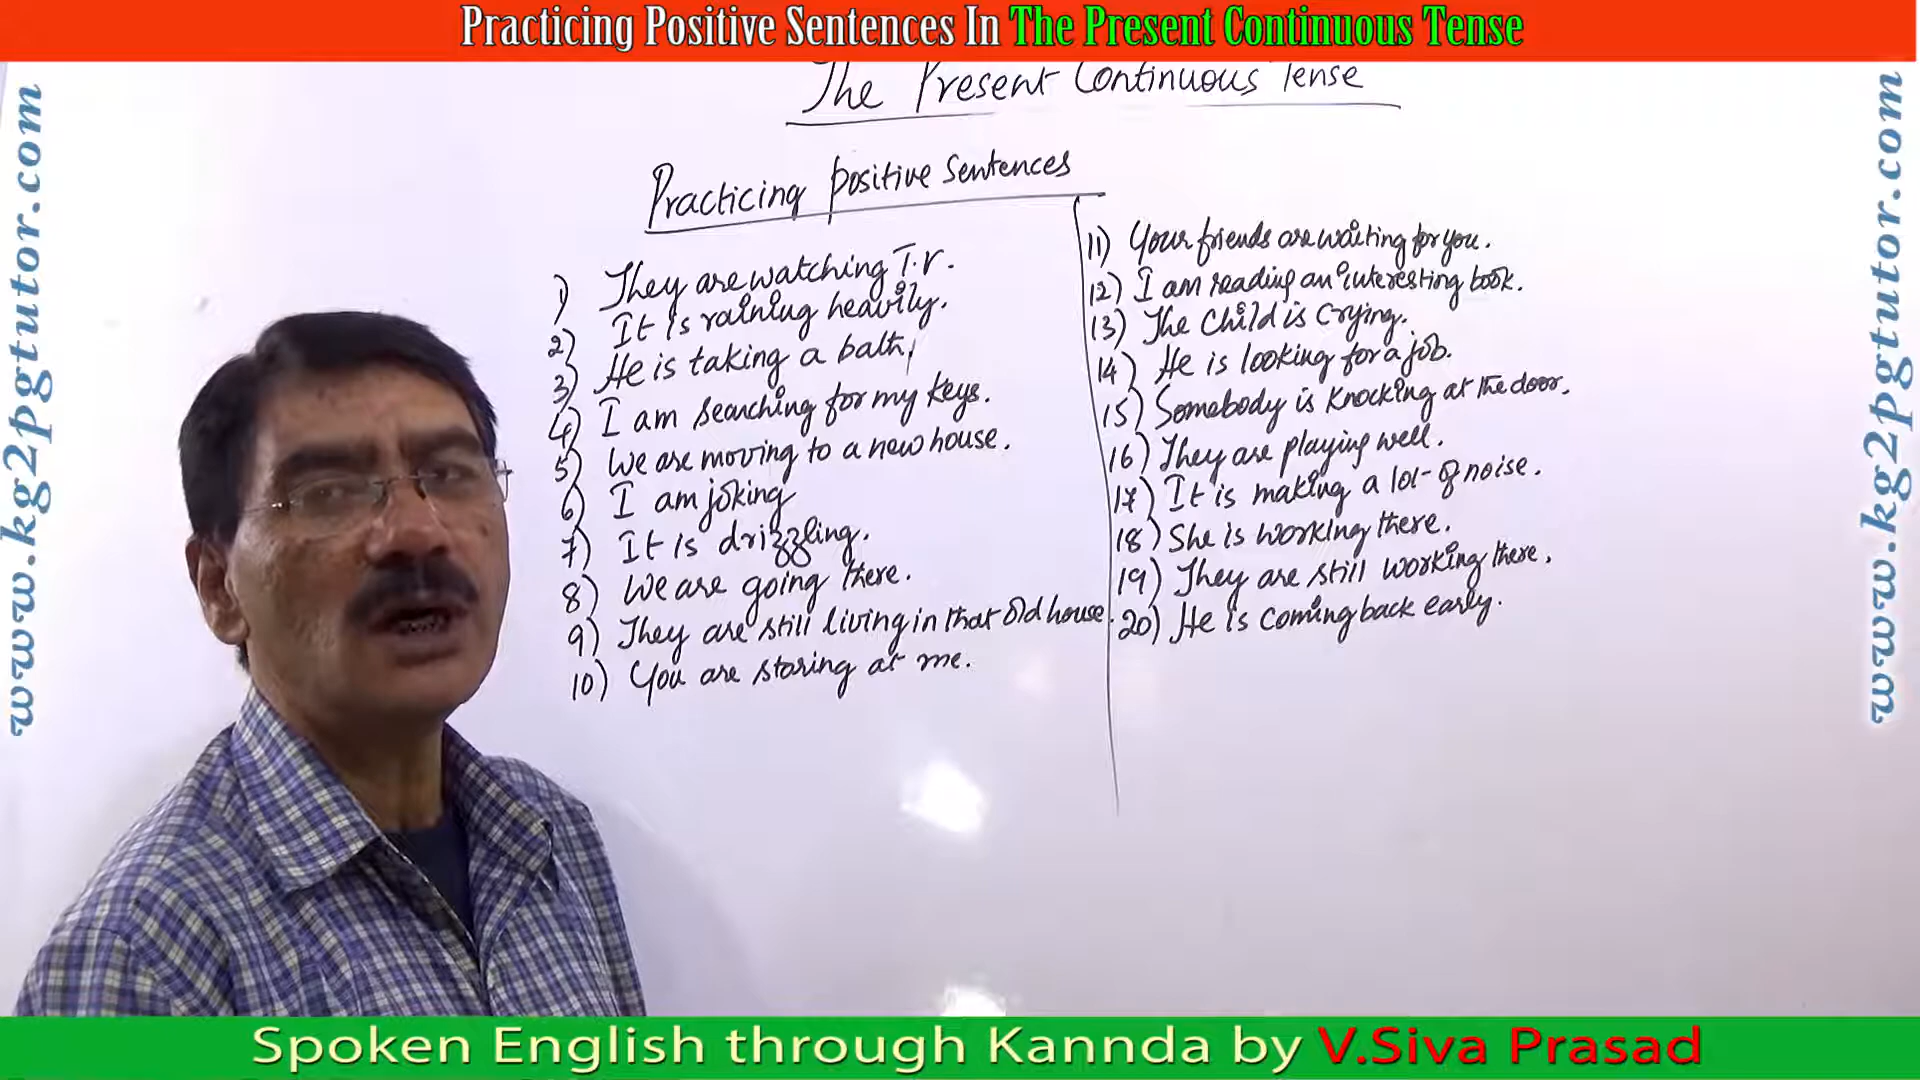 Practicing Positive Sentences In The Present Continuous Tense
The Present Continuous Tense
Practicing Positive Sentences
1) They are watching T.V.
2) It is raining heavily.
3) He is taking a bath,
4) I am searching for my keys.
5) We are moving to a new house.
6) I am joking
7) It is drizzling.
8) We are going there.
9) They are still living in that old house.
10) You are staring at me.
11) Your friends are waiting for you.
12) I am reading an interesting book.
13) The child is crying.
14) He is looking for a job.
15) Somebody is knocking at the door.
16) They are playing well.
17) It is making a lot of noise.
18) She is working there.
19) They are still working there.
20) He is coming back early.
www.kg2pgtutor.com
www.kg2pgtutor.com
Spoken English through Kannda by V.Siva Prasad